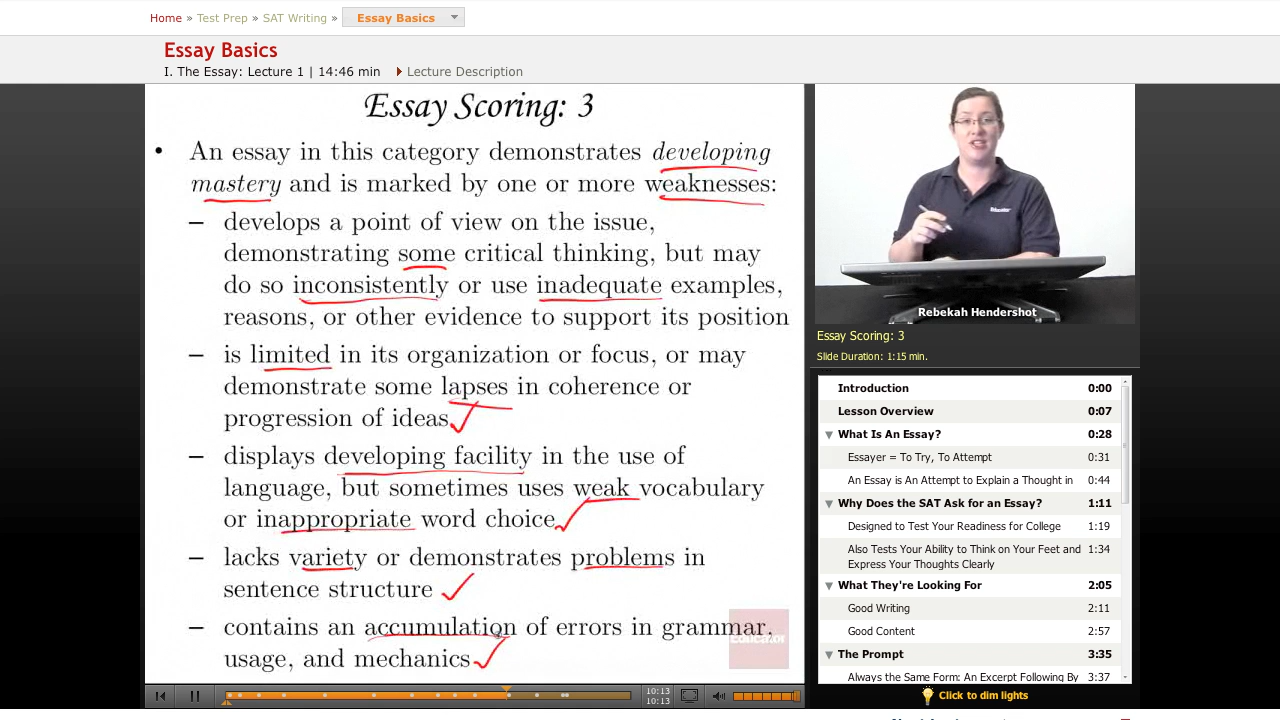 Home » Test Prep » SAT Writing » Essay Basics
Essay Basics
I. The Essay: Lecture 1 | 14:46 min Lecture Description
Essay Scoring: 3
• An essay in this category demonstrates developing
mastery and is marked by one or more weaknesses:
– develops a point of view on the issue,
demonstrating some critical thinking, but may
do so inconsistently or use inadequate examples,
reasons, or other evidence to support its position
– is limited in its organization or focus, or may
demonstrate some lapses in coherence or
progression of ideas
– displays developing facility in the use of
language, but sometimes uses weak vocabulary
or inappropriate word choice
– lacks variety or demonstrates problems in
sentence structure
– contains an accumulation of errors in grammar,
usage, and mechanics
Educator
10:13
10:13
Educator
Rebekah Hendershot
Essay Scoring: 3
Slide Duration: 1:15 min.
Introduction 0:00
Lesson Overview 0:07
What Is An Essay? 0:28
Essayer = To Try, To Attempt 0:31
An Essay is An Attempt to Explain a Thought in 0:44
Why Does the SAT Ask for an Essay? 1:11
Designed to Test Your Readiness for College 1:19
Also Tests Your Ability to Think on Your Feet and 1:34
Express Your Thoughts Clearly
What They're Looking For 2:05
Good Writing 2:11
Good Content 2:57
The Prompt 3:35
Always the Same Form: An Excerpt Following By 3:37
Click to dim lights